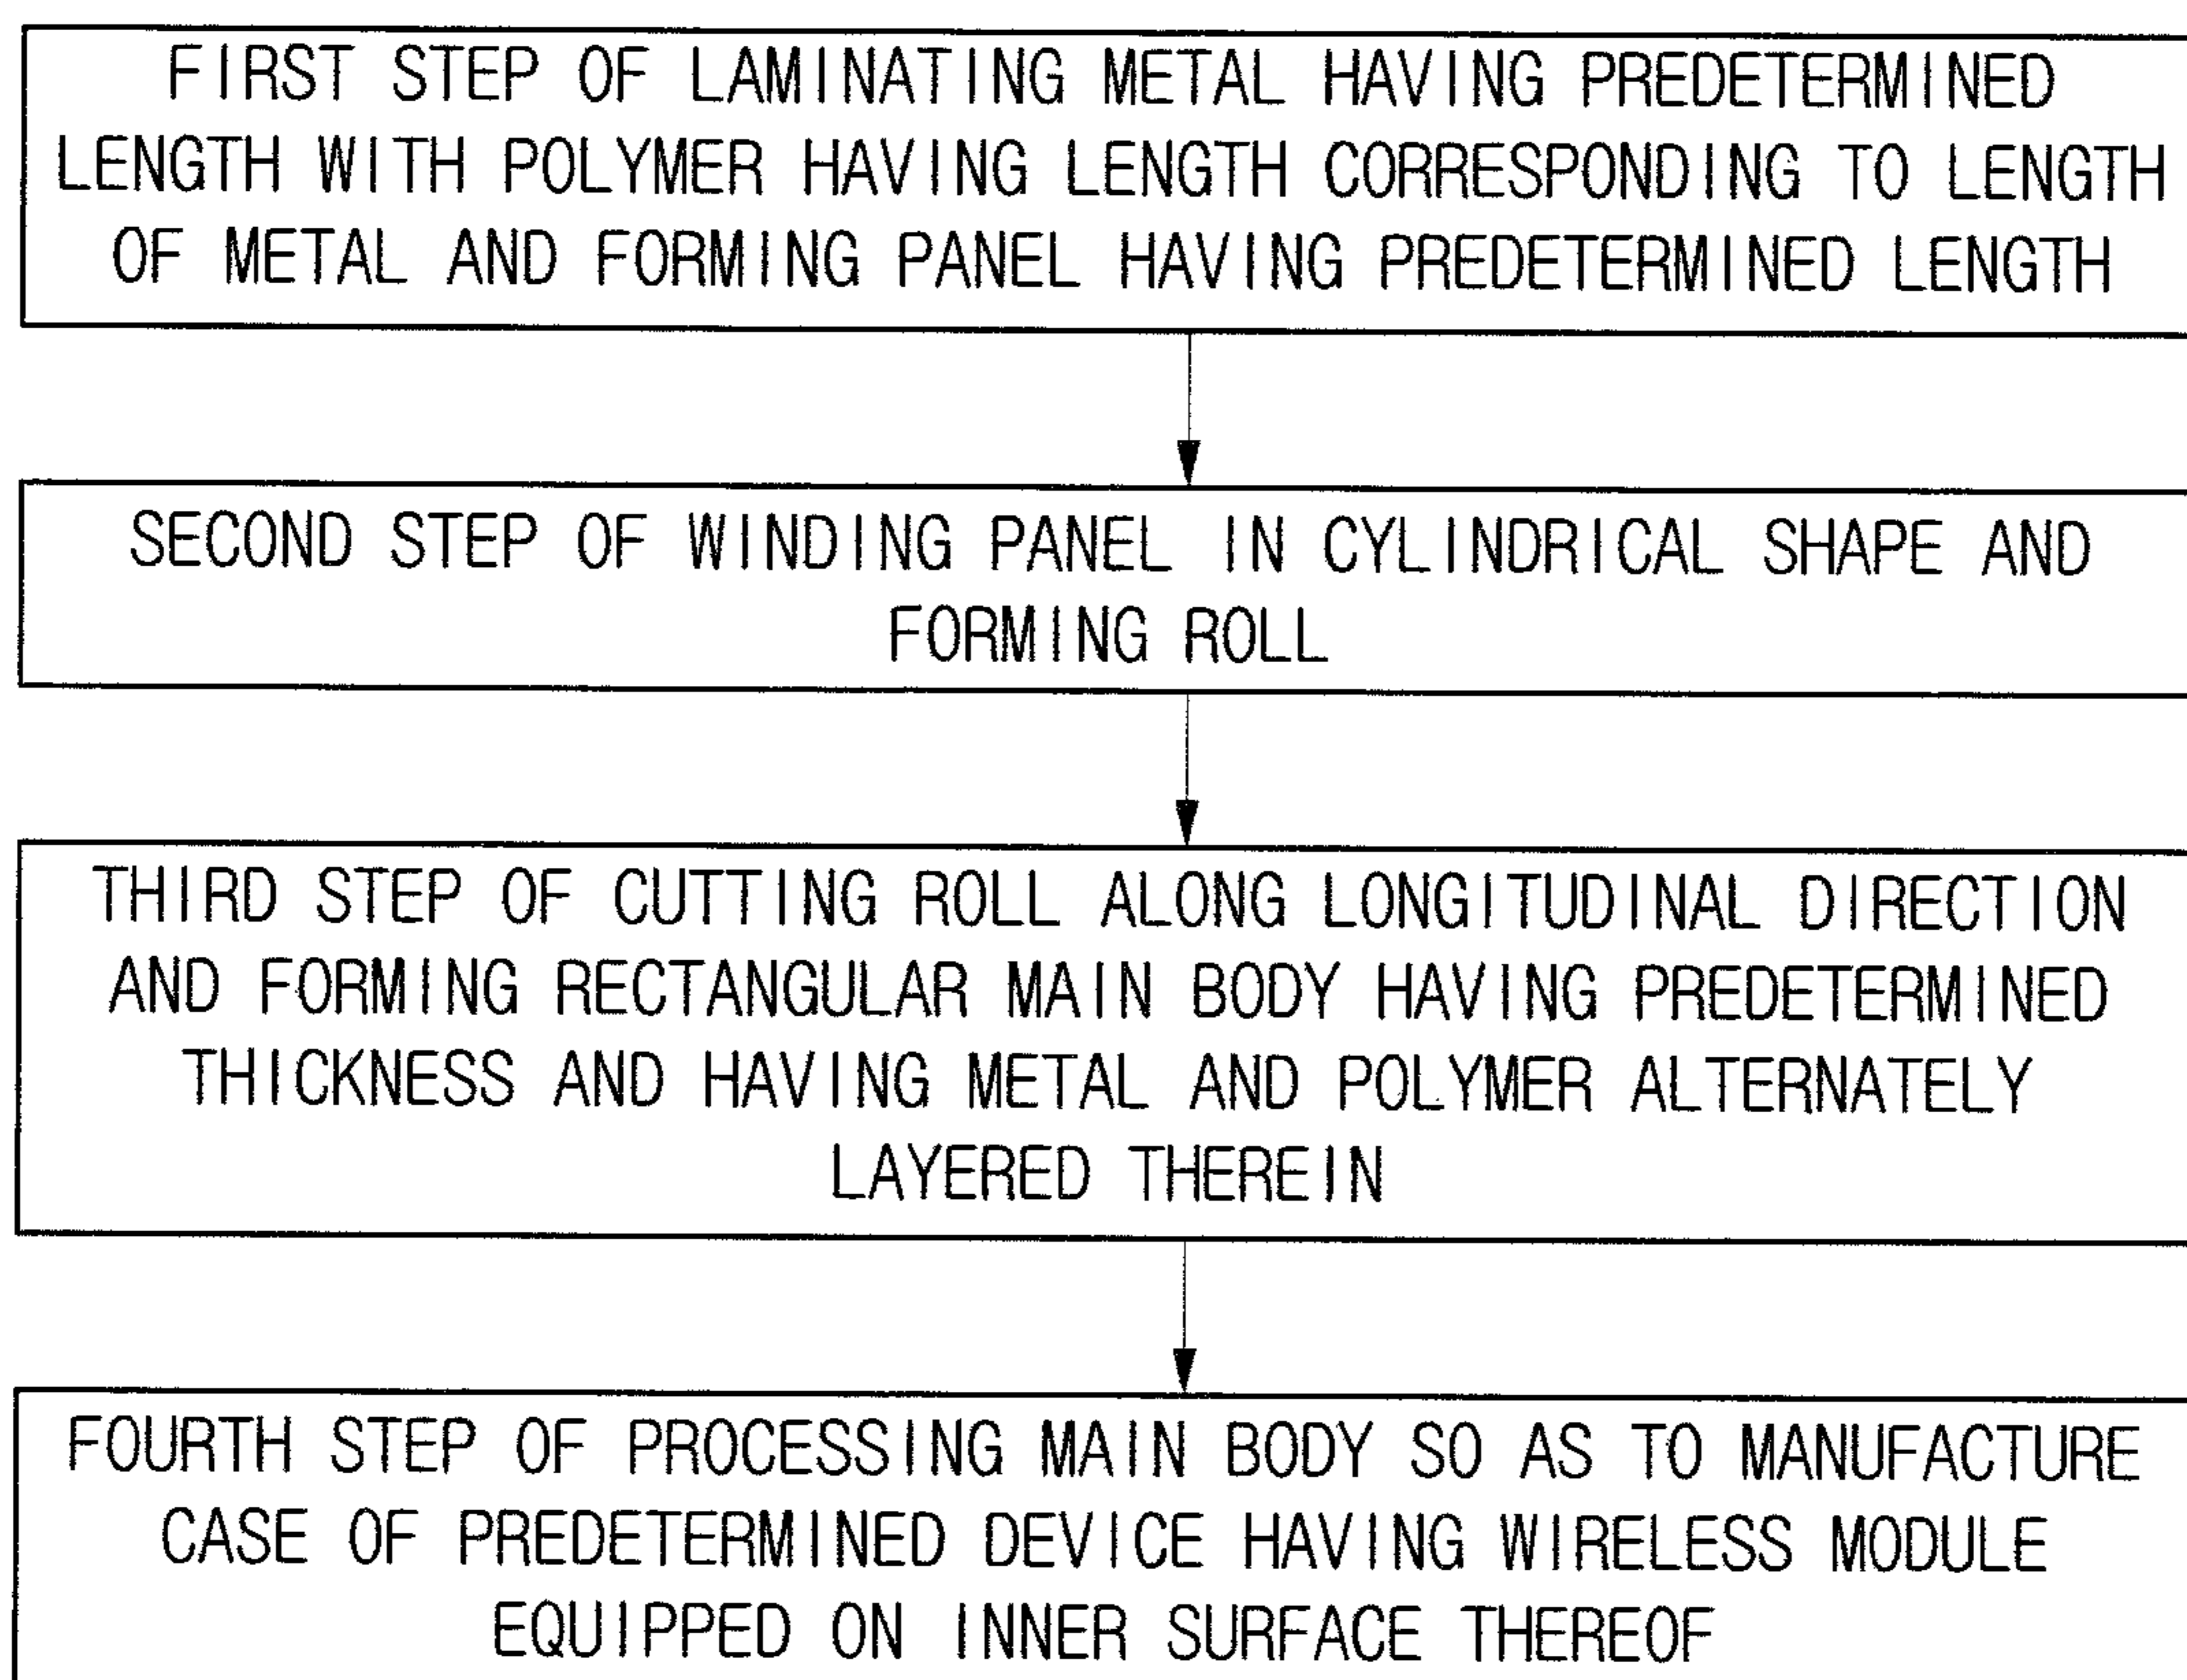 FIRST STEP OF LAMINATING METAL HAVING PREDETERMINED
LENGTH WITH POLYMER HAVING LENGTH CORRESPONDING TO LENGTH
OF METAL AND FORMING PANEL HAVING PREDETERMINED LENGTH
SECOND STEP OF WINDING PANEL IN CYLINDRICAL SHAPE AND
FORMING ROLL
THIRD STEP OF CUTTING ROLL ALONG LONGITUDINAL DIRECTION
AND FORMING RECTANGULAR MAIN BODY HAVING PREDETERMINED
THICKNESS AND HAVING METAL AND POLYMER ALTERNATELY
LAYERED THEREIN
FOURTH STEP OF PROCESSING MAIN BODY SO AS TO MANUFACTURE
CASE OF PREDETERMINED DEVICE HAVING WIRELESS MODULE
EQUIPPED ON INNER SURFACE THEREOF